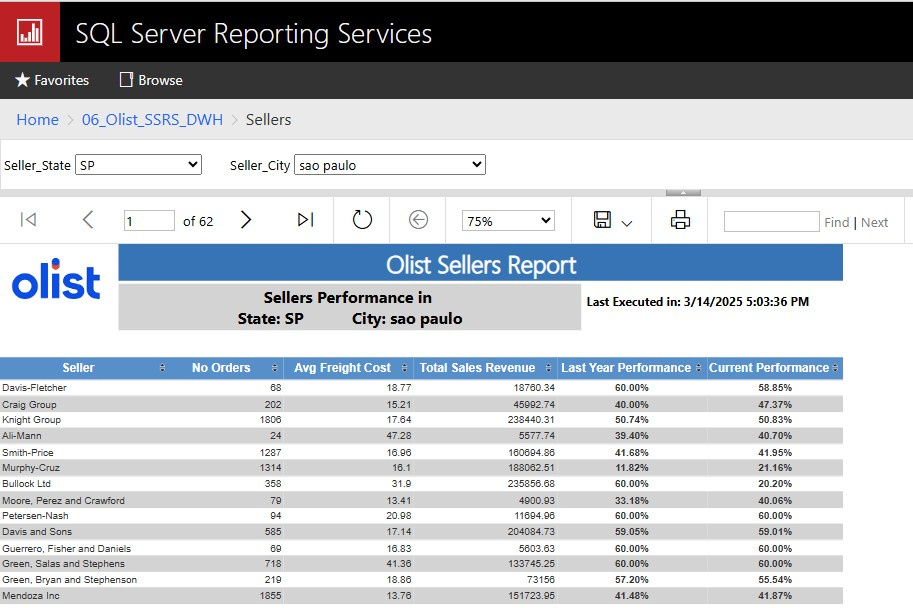 SQL Server Reporting Services
Favorites Browse
Home > 06_Olist_SSRS_DWH > Sellers
Seller_State SP Seller_City sao paulo
1 of 62 75% Find | Next
olist
Olist Sellers Report
Sellers Performance in
State: SP City: sao paulo
Last Executed in: 3/14/2025 5:03:36 PM
Seller No Orders Avg Freight Cost Total Sales Revenue Last Year Performance Current Performance
Davis-Fletcher 68 18.77 18760.34 60.00% 58.85%
Craig Group 202 15.21 45992.74 40.00% 47.37%
Knight Group 1806 17.64 238440.31 50.74% 50.83%
Ali-Mann 24 47.28 5577.74 39.40% 40.70%
Smith-Price 1287 16.96 160694.86 41.68% 41.95%
Murphy-Cruz 1314 16.1 188062.51 11.82% 21.16%
Bullock Ltd 358 31.9 235856.68 60.00% 20.20%
Moore, Perez and Crawford 79 13.41 4900.93 33.18% 40.06%
Petersen-Nash 94 20.98 11694.96 60.00% 60.00%
Davis and Sons 585 17.14 204084.73 59.05% 59.01%
Guerrero, Fisher and Daniels 69 16.83 5603.63 60.00% 60.00%
Green, Salas and Stephens 718 41.36 133745.25 60.00% 60.00%
Green, Bryan and Stephenson 219 18.86 73156 57.20% 55.54%
Mendoza Inc 1855 13.76 151723.95 41.48% 41.87%